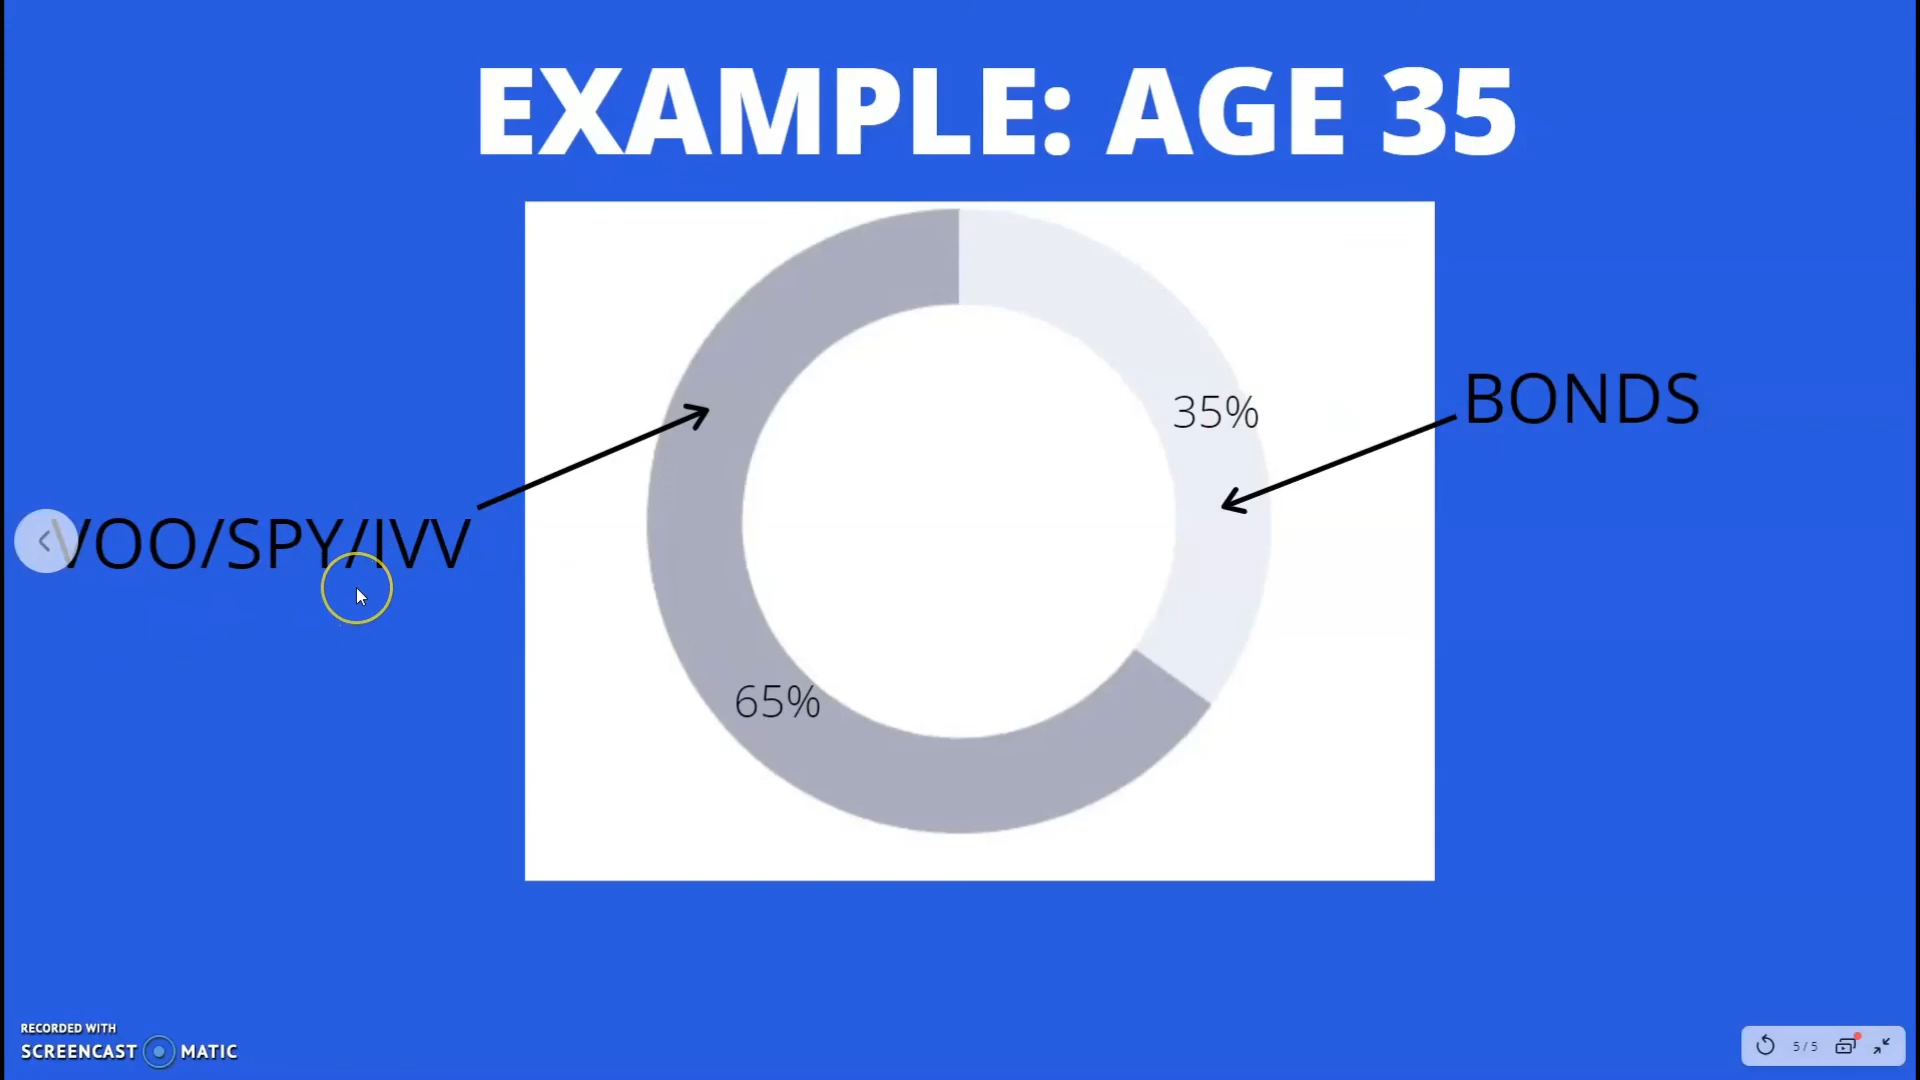 EXAMPLE: AGE 35
BONDS
35%
VOO/SPY/IVV
65%
RECORDED WITH
SCREENCAST MATIC
5/5